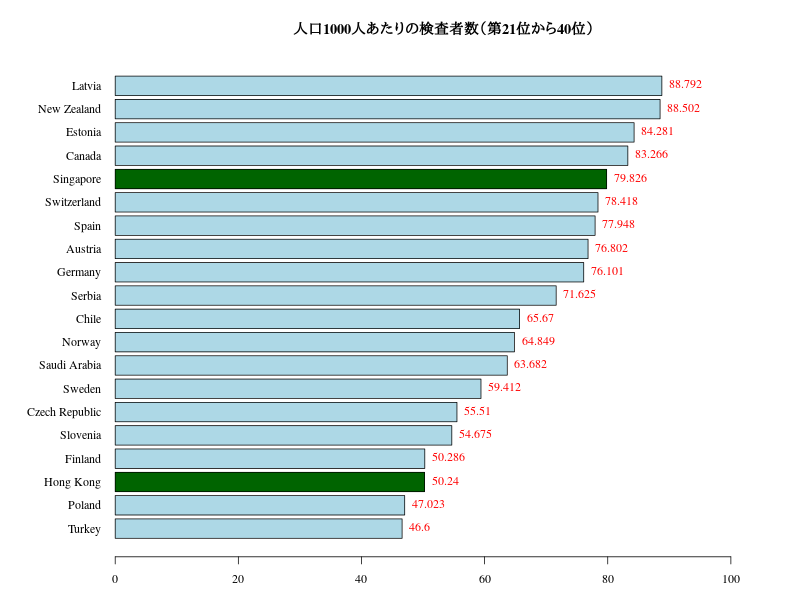 人口1000人あたりの検査者数（第21位から40位）
Latvia 88.792
New Zealand 88.502
Estonia 84.281
Canada 83.266
Singapore 79.826
Switzerland 78.418
Spain 77.948
Austria 76.802
Germany 76.101
Serbia 71.625
Chile 65.67
Norway 64.849
Saudi Arabia 63.682
Sweden 59.412
Czech Republic 55.51
Slovenia 54.675
Finland 50.286
Hong Kong 50.24
Poland 47.023
Turkey 46.6
0 20 40 60 80 100